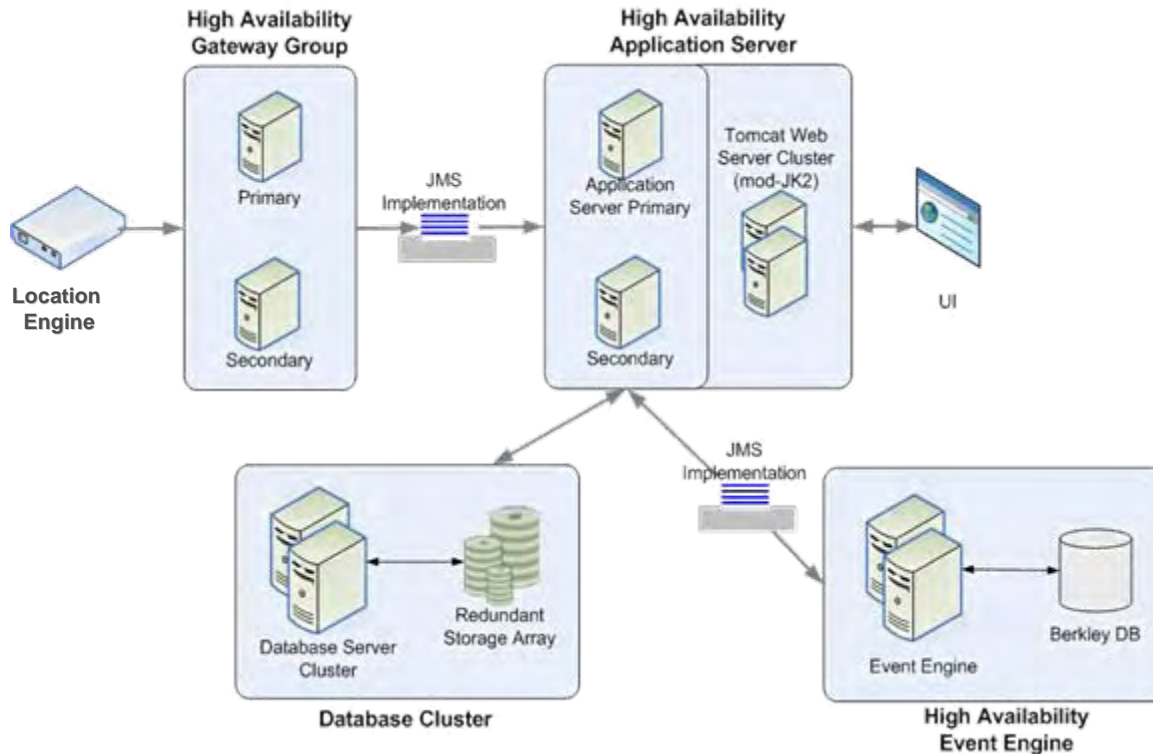 High Availability
Gateway Group
High Availability
Application Server
Primary
Secondary
JMS
Implementation
Application
Server Primary
Secondary
Tomcat Web
Server Cluster
(mod-JK2)
Location
Engine
UI
JMS
Implementation
Database Server
Cluster
Redundant
Storage Array
Database Cluster
Event Engine
Berkley DB
High Availability
Event Engine